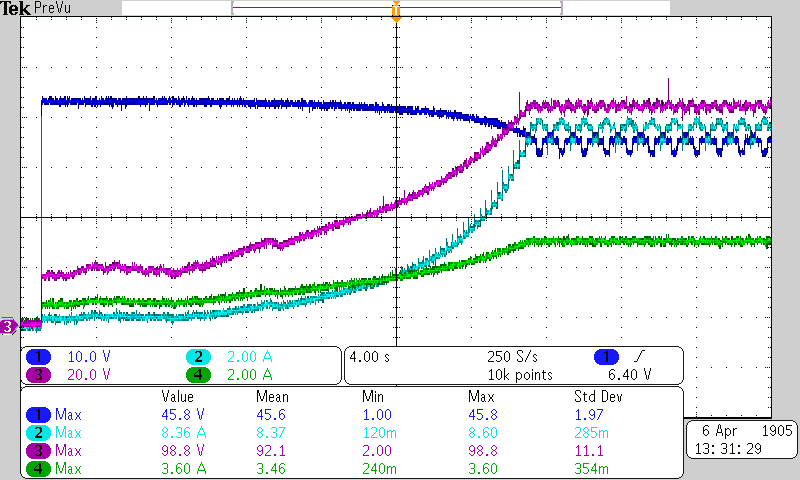 Tek PreVu
T
3
1 10.0 V 2 2.00 A
3 20.0 V 4 2.00 A
4.00 s 250 S/s 1
10k points 6.40 V
Value Mean Min Max Std Dev
1 Max 45.8 V 45.6 1.00 45.8 1.97
2 Max 8.36 A 8.37 120m 8.60 285m
3 Max 98.8 V 92.1 2.00 98.8 11.1
4 Max 3.60 A 3.46 240m 3.60 354m
6 Apr 1905
13:31:29